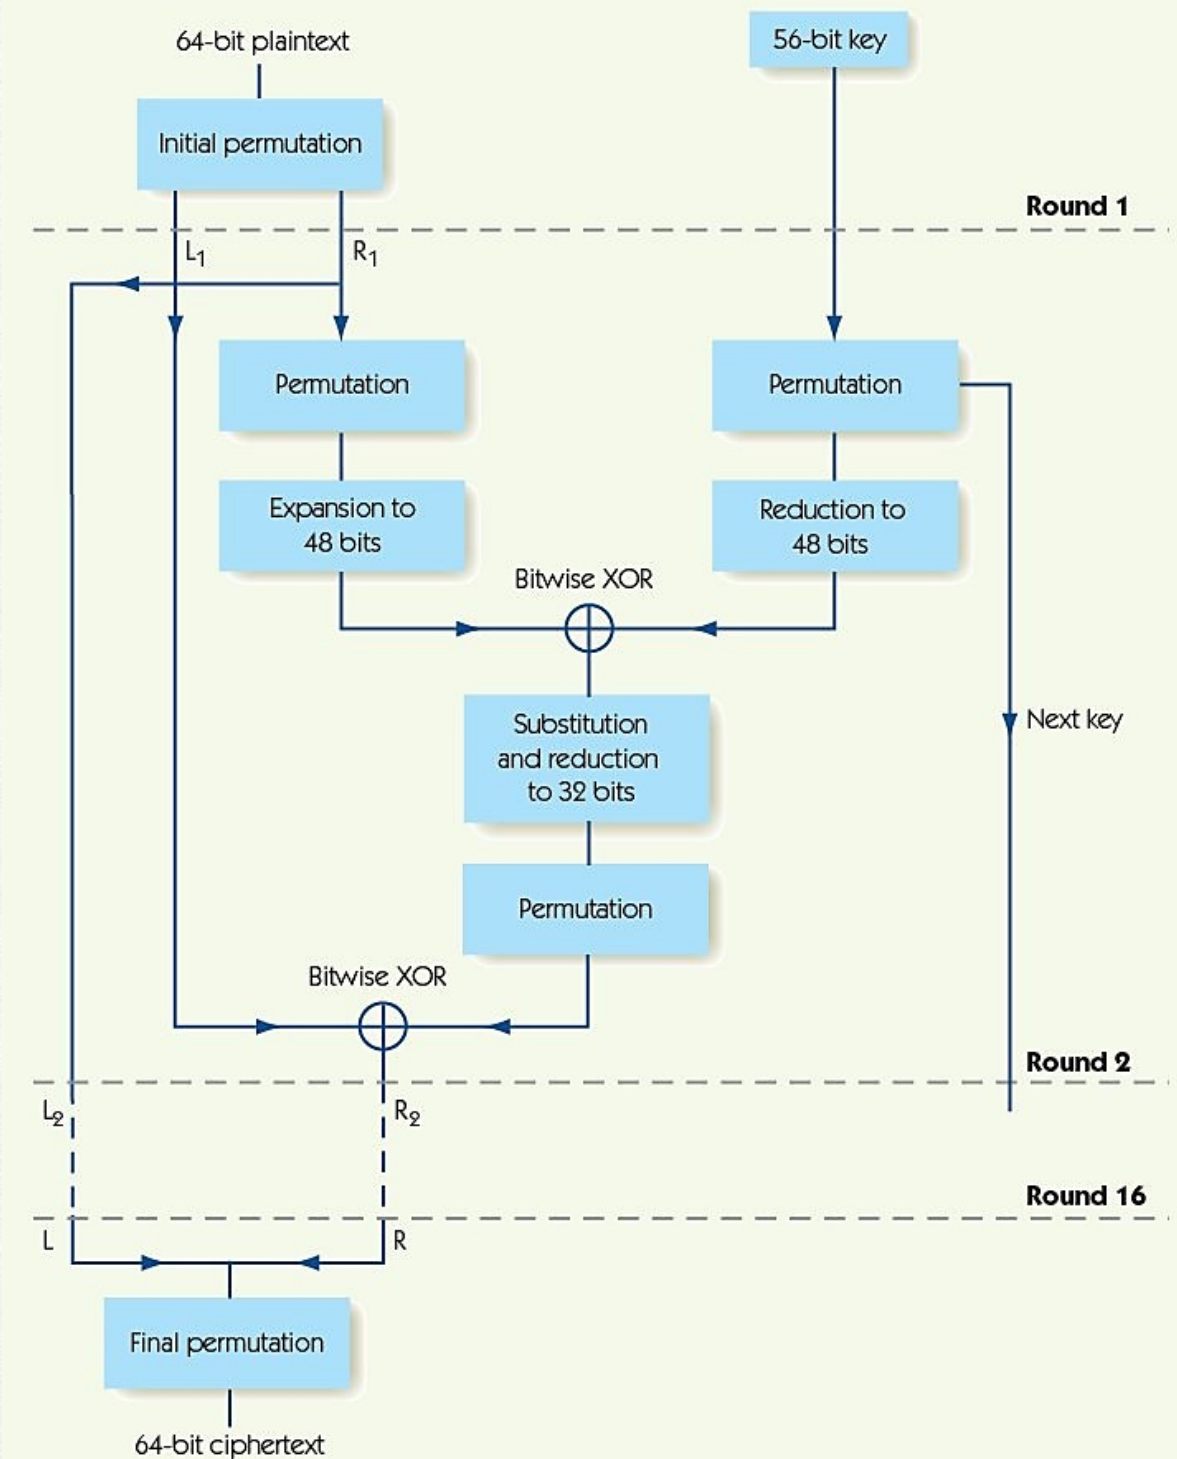 64-bit plaintext
56-bit key
Initial permutation
Round 1
L₁
R₁
Permutation
Permutation
Expansion to
48 bits
Reduction to
48 bits
Bitwise XOR
Substitution
and reduction
to 32 bits
Next key
Permutation
Bitwise XOR
Round 2
L₂
R₂
Round 16
L
R
Final permutation
64-bit ciphertext